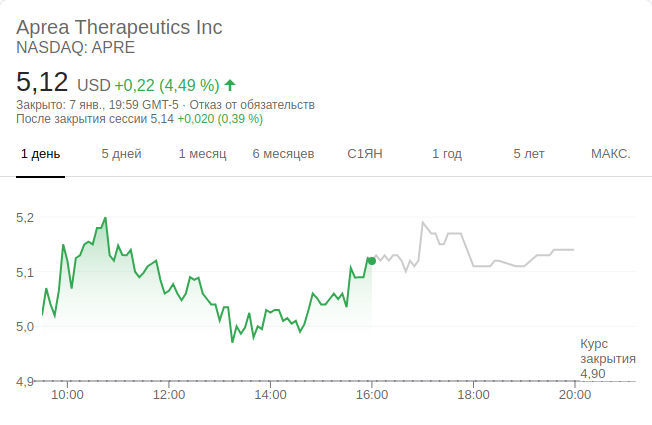 Aprea Therapeutics Inc
NASDAQ: APRE
5,12 USD +0,22 (4,49 %)
Закрыто: 7 янв., 19:59 GMT-5 · Отказ от обязательств
После закрытия сессии 5,14 +0,020 (0,39 %)
1 день 5 дней 1 месяц 6 месяцев С1ЯН 1 год 5 лет МАКС.
5,2
5,1
5,0
Курс
закрытия
4,90
4,9
10:00 12:00 14:00 16:00 18:00 20:00